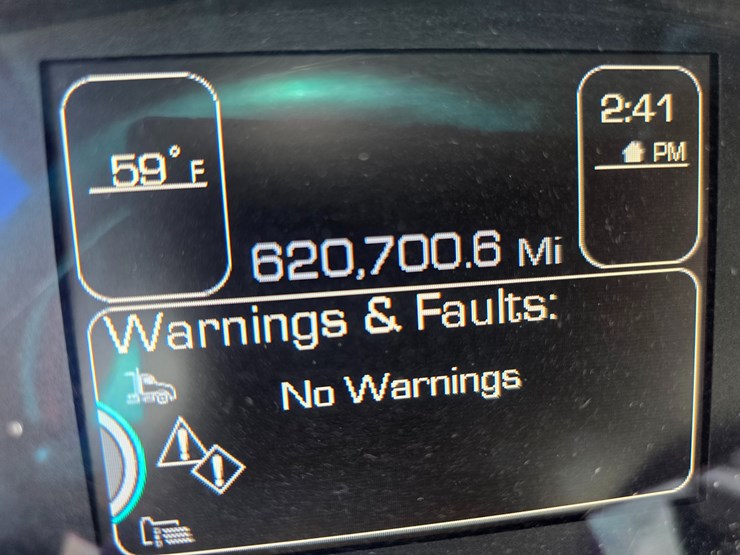 59°F
2:41
PM
620,700.6 Mi
Warnings & Faults:
No Warnings